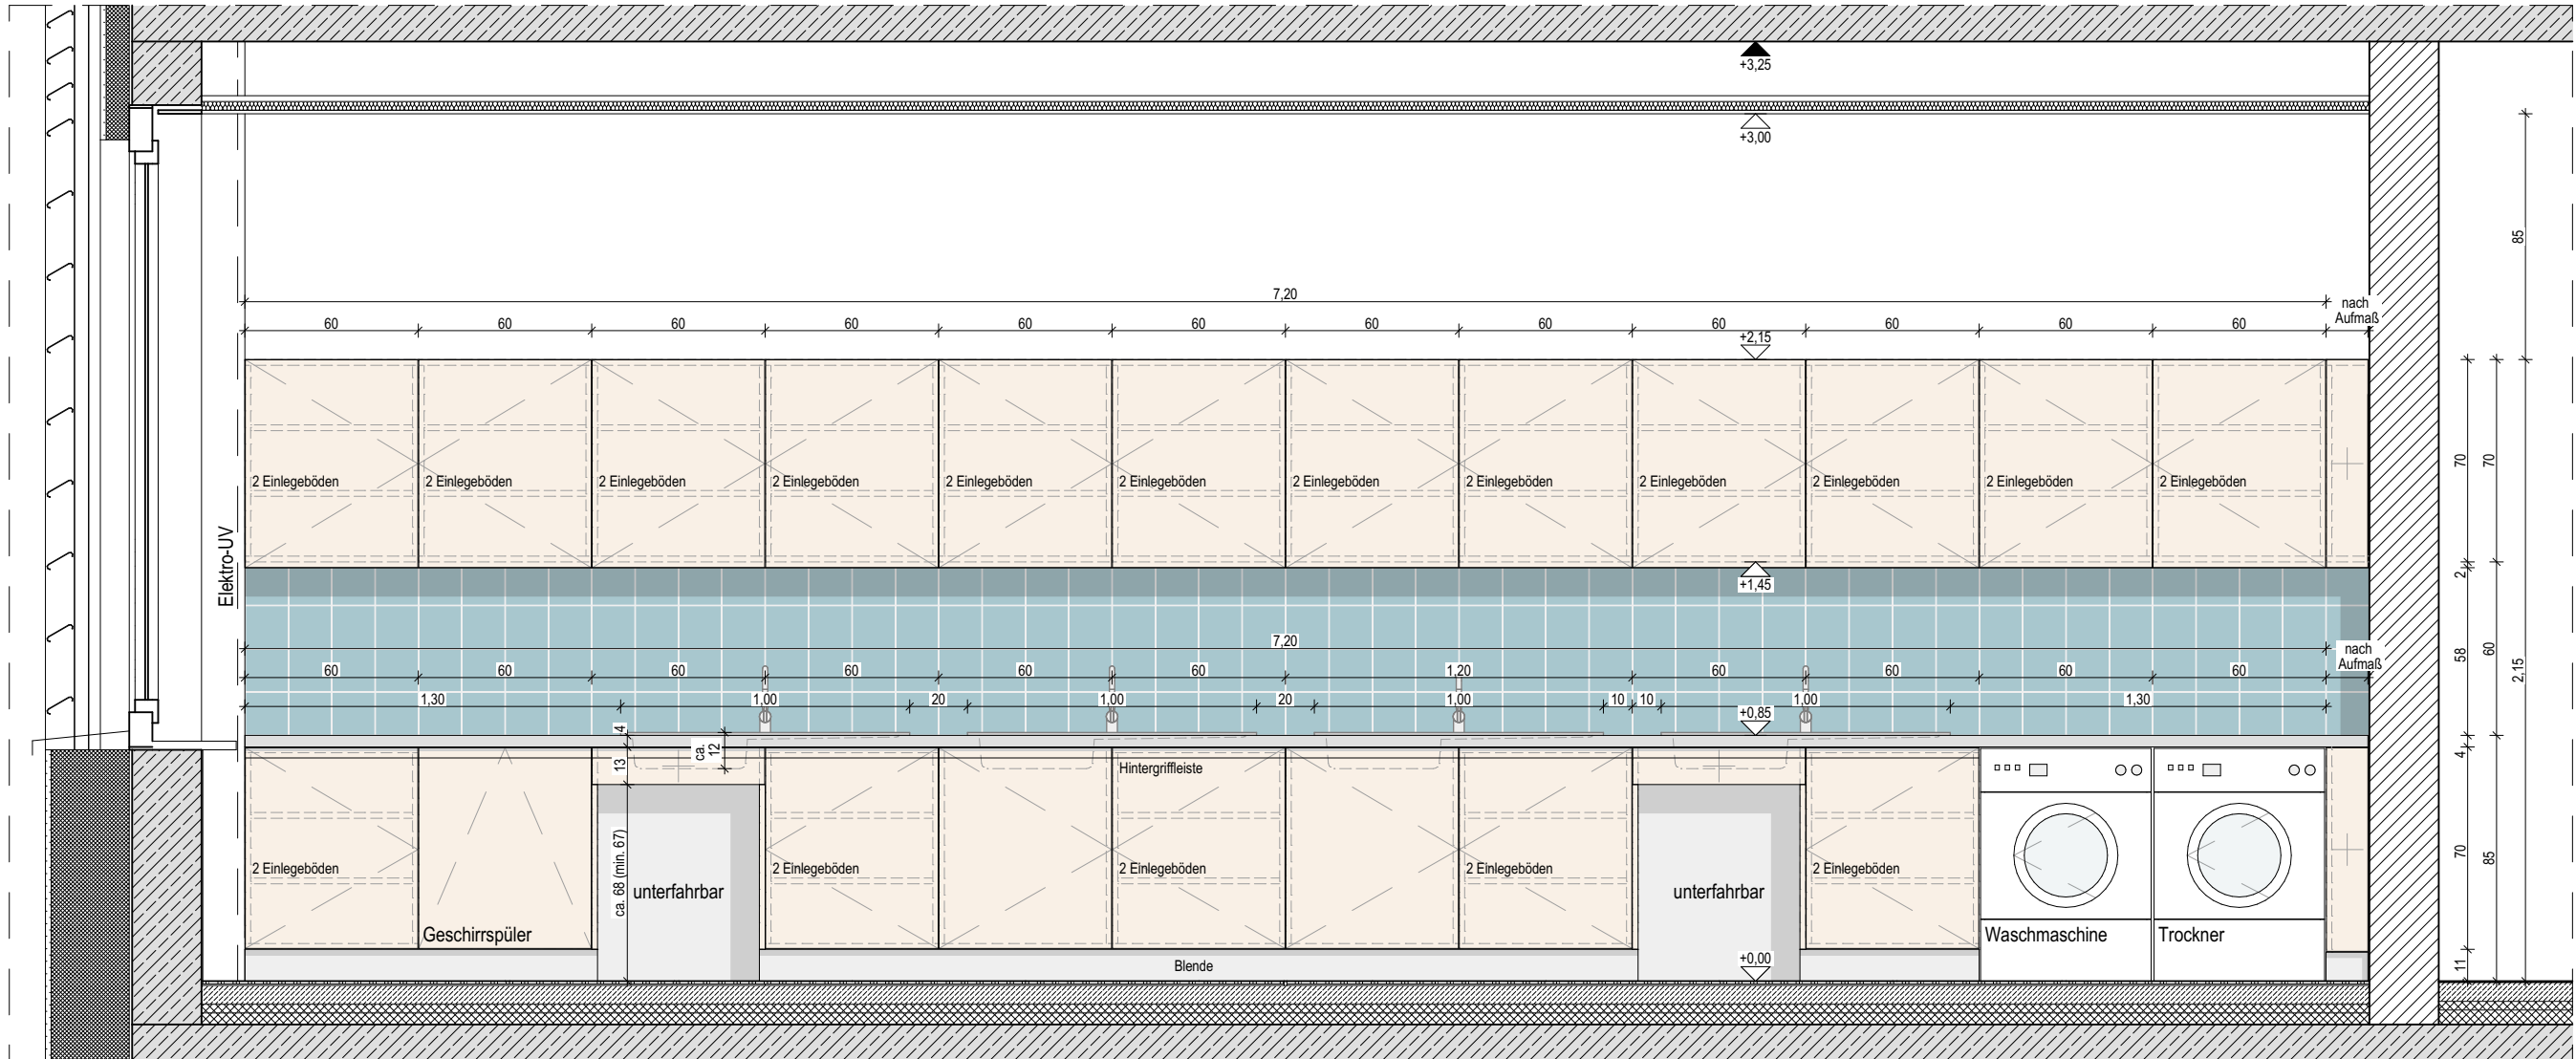 +3,25
+3,00
85
7,20
nach
Aufmaß
60 60 60 60 60 60 60 60 60 60 60 60
+2,15
2 Einlegeböden 2 Einlegeböden 2 Einlegeböden 2 Einlegeböden 2 Einlegeböden 2 Einlegeböden 2 Einlegeböden 2 Einlegeböden 2 Einlegeböden 2 Einlegeböden 2 Einlegeböden 2 Einlegeböden
70 70
Elektro-UV
+1,45
2
7,20
nach
Aufmaß
60 60 60 60 60 60 1,20 60 60 60 60
58 60 2,15
1,30 1,00 20 1,00 20 1,00 10 10 1,00 1,30
+0,85
4
ca.
12
13
4
Hintergriffleiste
2 Einlegeböden 2 Einlegeböden 2 Einlegeböden 2 Einlegeböden 2 Einlegeböden
70 85
ca. 68 (min. 67)
unterfahrbar unterfahrbar
Geschirrspüler Waschmaschine Trockner
Blende
+0,00
11